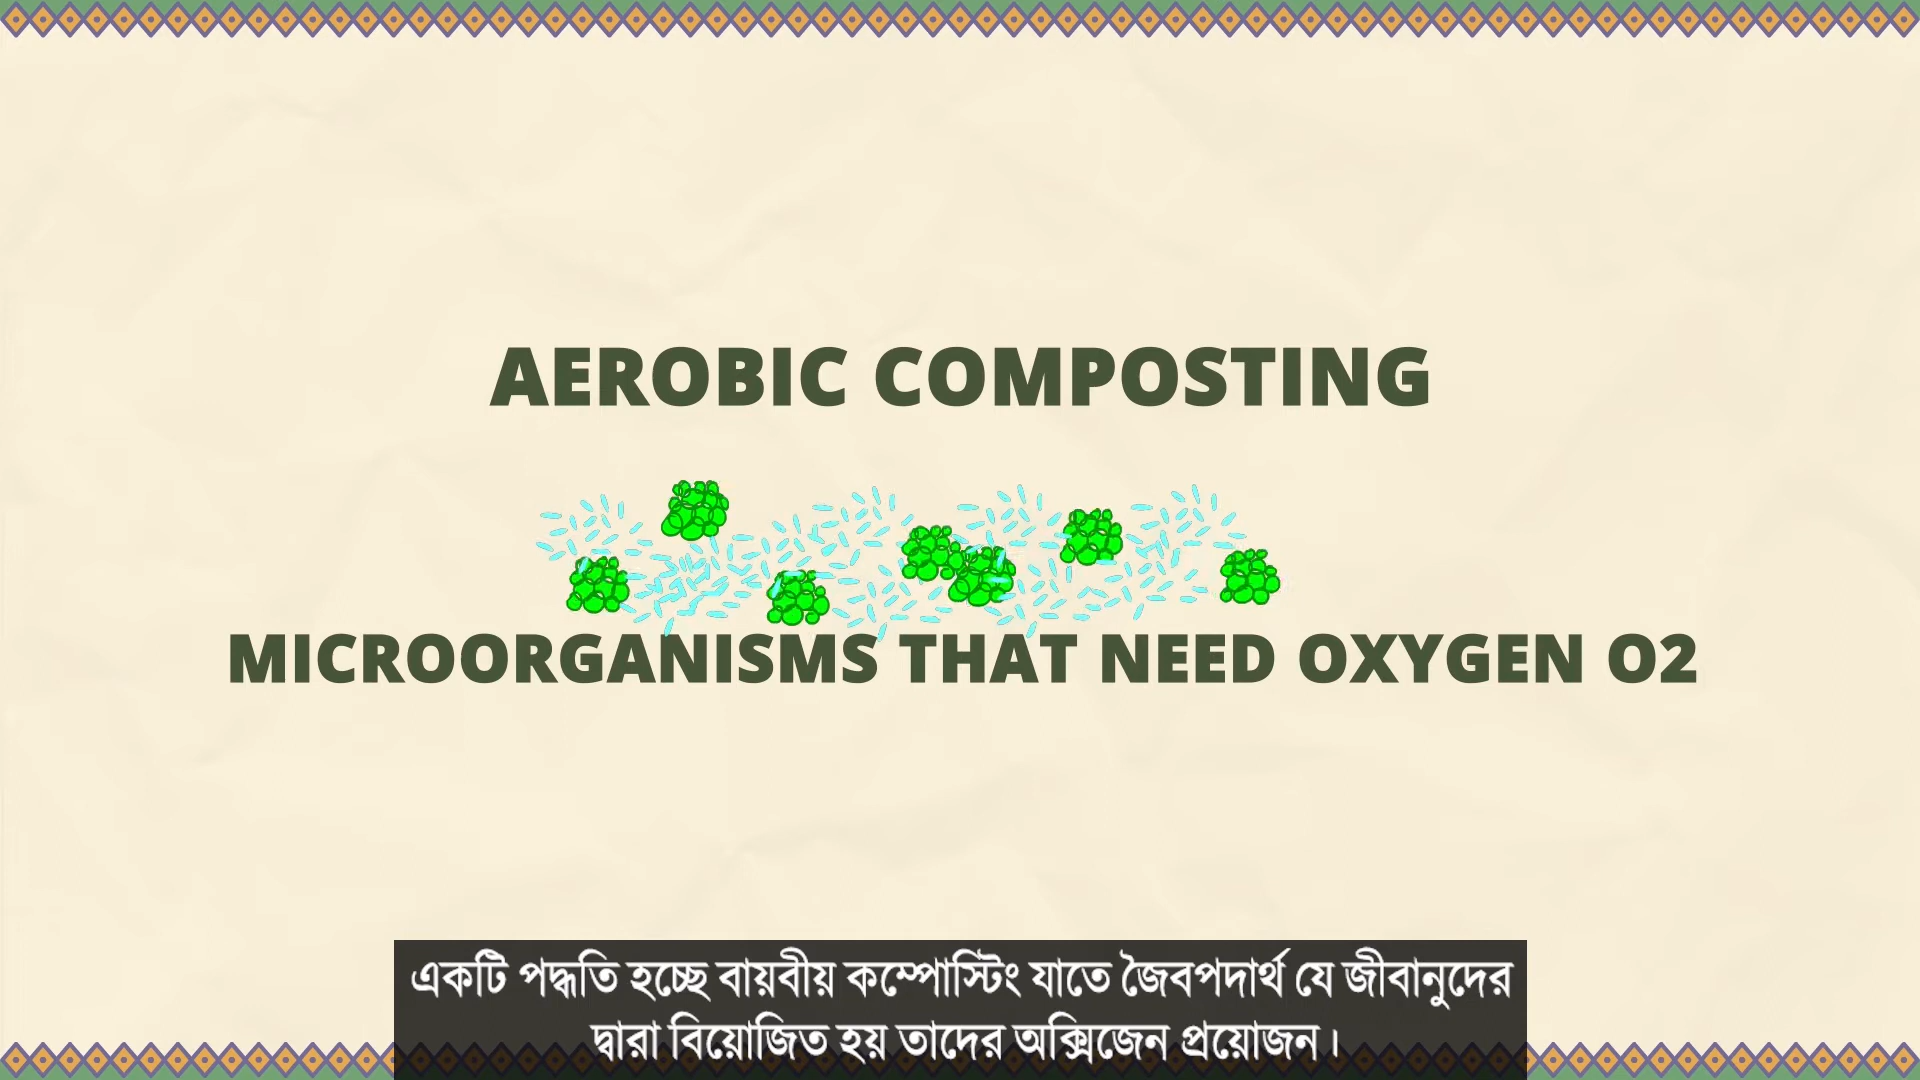 AEROBIC COMPOSTING
MICROORGANISMS THAT NEED OXYGEN O2
একটি পদ্ধতি হচ্ছে বায়বীয় কম্পোস্টিং যাতে জৈবপদার্থ যে জীবানুদের
দ্বারা বিয়োজিত হয় তাদের অক্সিজেন প্রয়োজন।